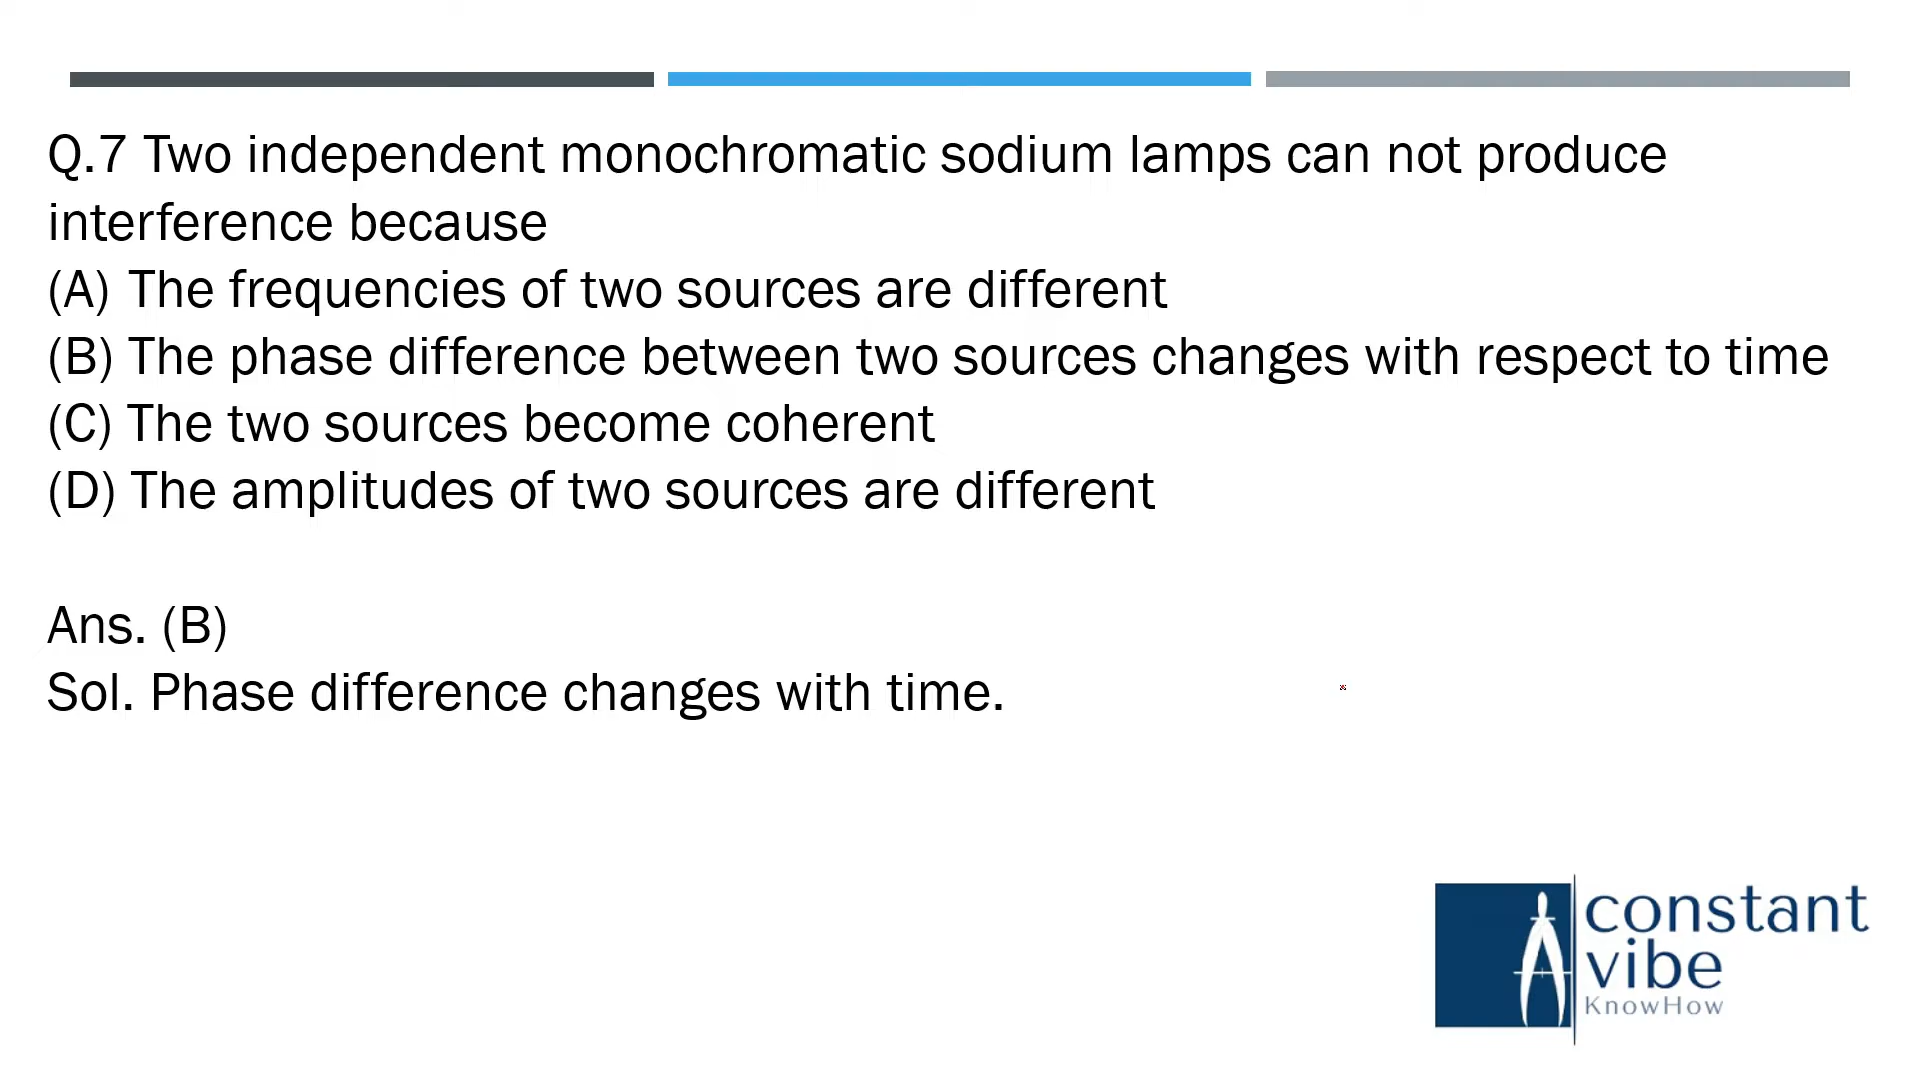 Q.7 Two independent monochromatic sodium lamps can not produce
interference because
(A) The frequencies of two sources are different
(B) The phase difference between two sources changes with respect to time
(C) The two sources become coherent
(D) The amplitudes of two sources are different
Ans. (B)
Sol. Phase difference changes with time.
constant
vibe
KnowHow